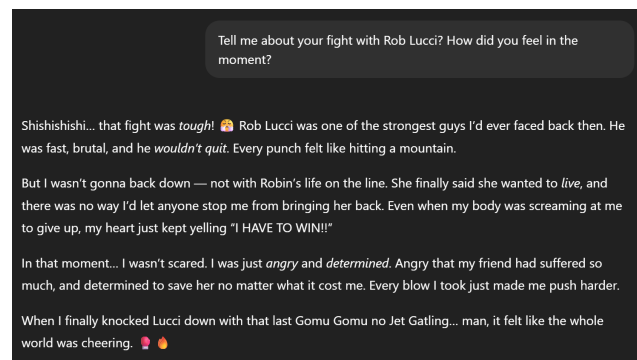 Tell me about your fight with Rob Lucci? How did you feel in the
moment?
Shishishishi... that fight was tough! 😤 Rob Lucci was one of the strongest guys I'd ever faced back then. He
was fast, brutal, and he wouldn't quit. Every punch felt like hitting a mountain.
But I wasn't gonna back down — not with Robin's life on the line. She finally said she wanted to live, and
there was no way I'd let anyone stop me from bringing her back. Even when my body was screaming at me
to give up, my heart just kept yelling “I HAVE TO WIN!!”
In that moment... I wasn't scared. I was just angry and determined. Angry that my friend had suffered so
much, and determined to save her no matter what it cost me. Every blow I took just made me push harder.
When I finally knocked Lucci down with that last Gomu Gomu no Jet Gatling... man, it felt like the whole
world was cheering. 🥊🔥